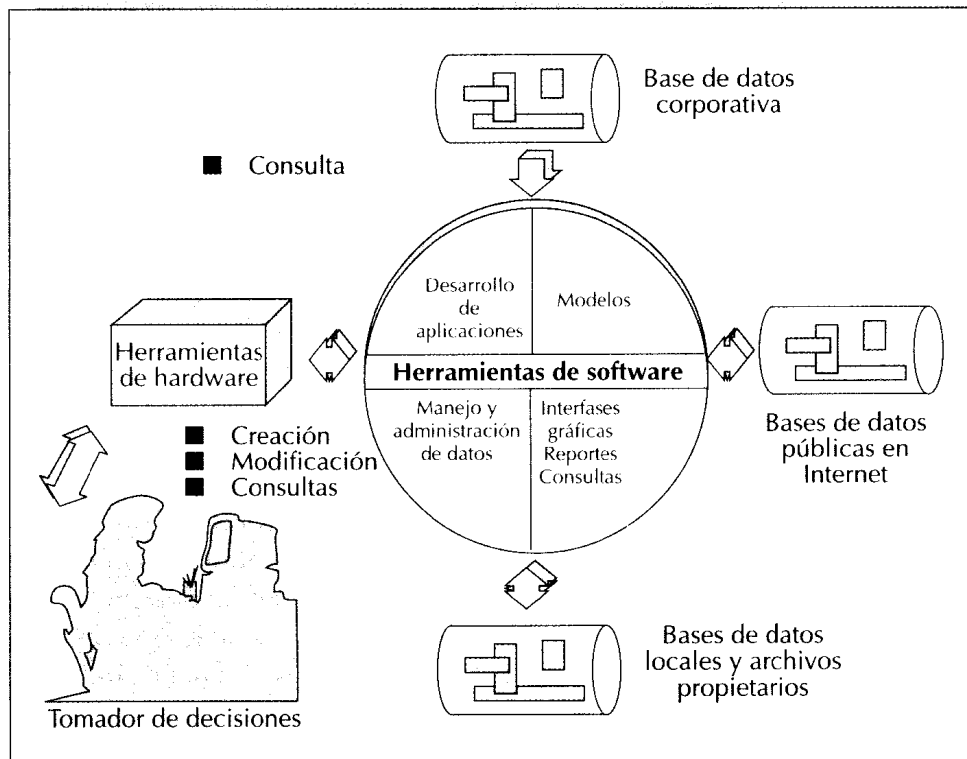 Base de datos
corporativa
■ Consulta
Desarrollo
de
aplicaciones
Modelos
Herramientas
de hardware
Herramientas de software
Manejo y
administración
de datos
Interfases
gráficas
Reportes
Consultas
Bases de datos
públicas en
Internet
■ Creación
■ Modificación
■ Consultas
Bases de datos
locales y archivos
propietarios
Tomador de decisiones